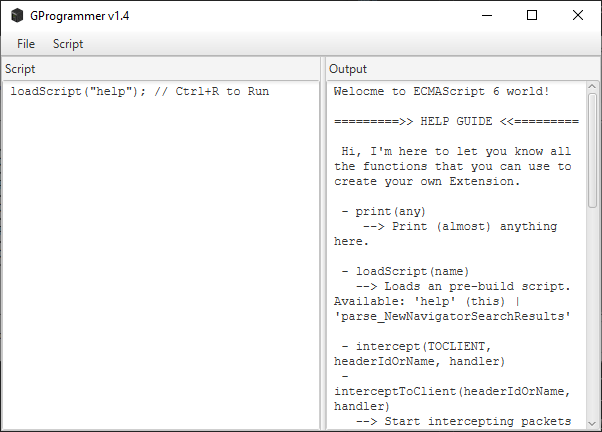 GProgrammer v1.4
File Script
Script
loadScript("help"); // Ctrl+R to Run
Output
Welocme to ECMAScript 6 world!
=========>> HELP GUIDE <<=========
Hi, I'm here to let you know all
the functions that you can use to
create your own Extension.
- print(any)
--> Print (almost) anything
here.
- loadScript(name)
--> Loads an pre-build script.
Available: 'help' (this) |
'parse_NewNavigatorSearchResults'
- intercept(TOCLIENT,
headerIdOrName, handler)
-
interceptToClient(headerIdOrName,
handler)
--> Start intercepting packets